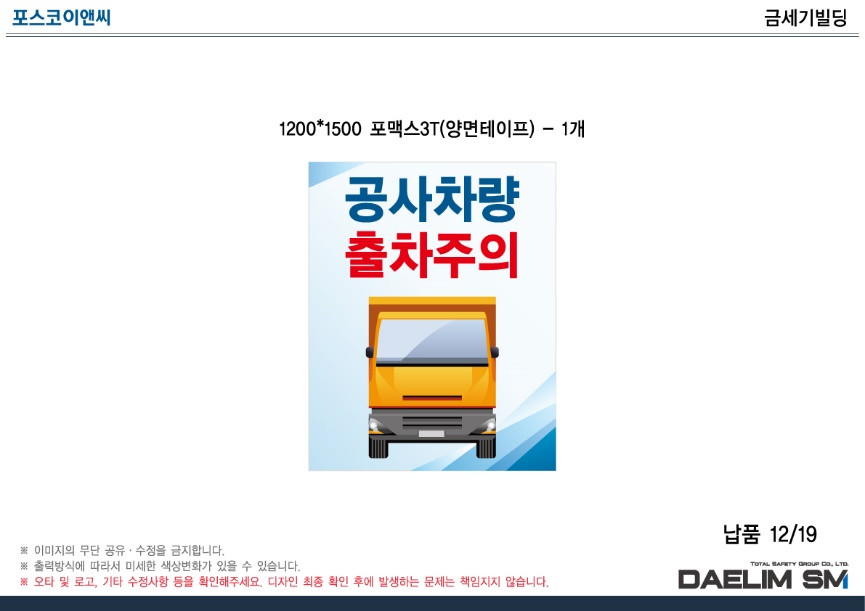 포스코이앤씨
금세기빌딩
1200*1500 포맥스3T(양면테이프) - 1개
공사차량
출차주의
납품 12/19
※ 이미지의 무단 공유 · 수정을 금지합니다.
※ 출력방식에 따라서 미세한 색상변화가 있을 수 있습니다.
※ 오타 및 로고, 기타 수정사항 등을 확인해주세요. 디자인 최종 확인 후에 발생하는 문제는 책임지지 않습니다.
TOTAL SAFETY GROUP CO., LTD.
DAELIM SM